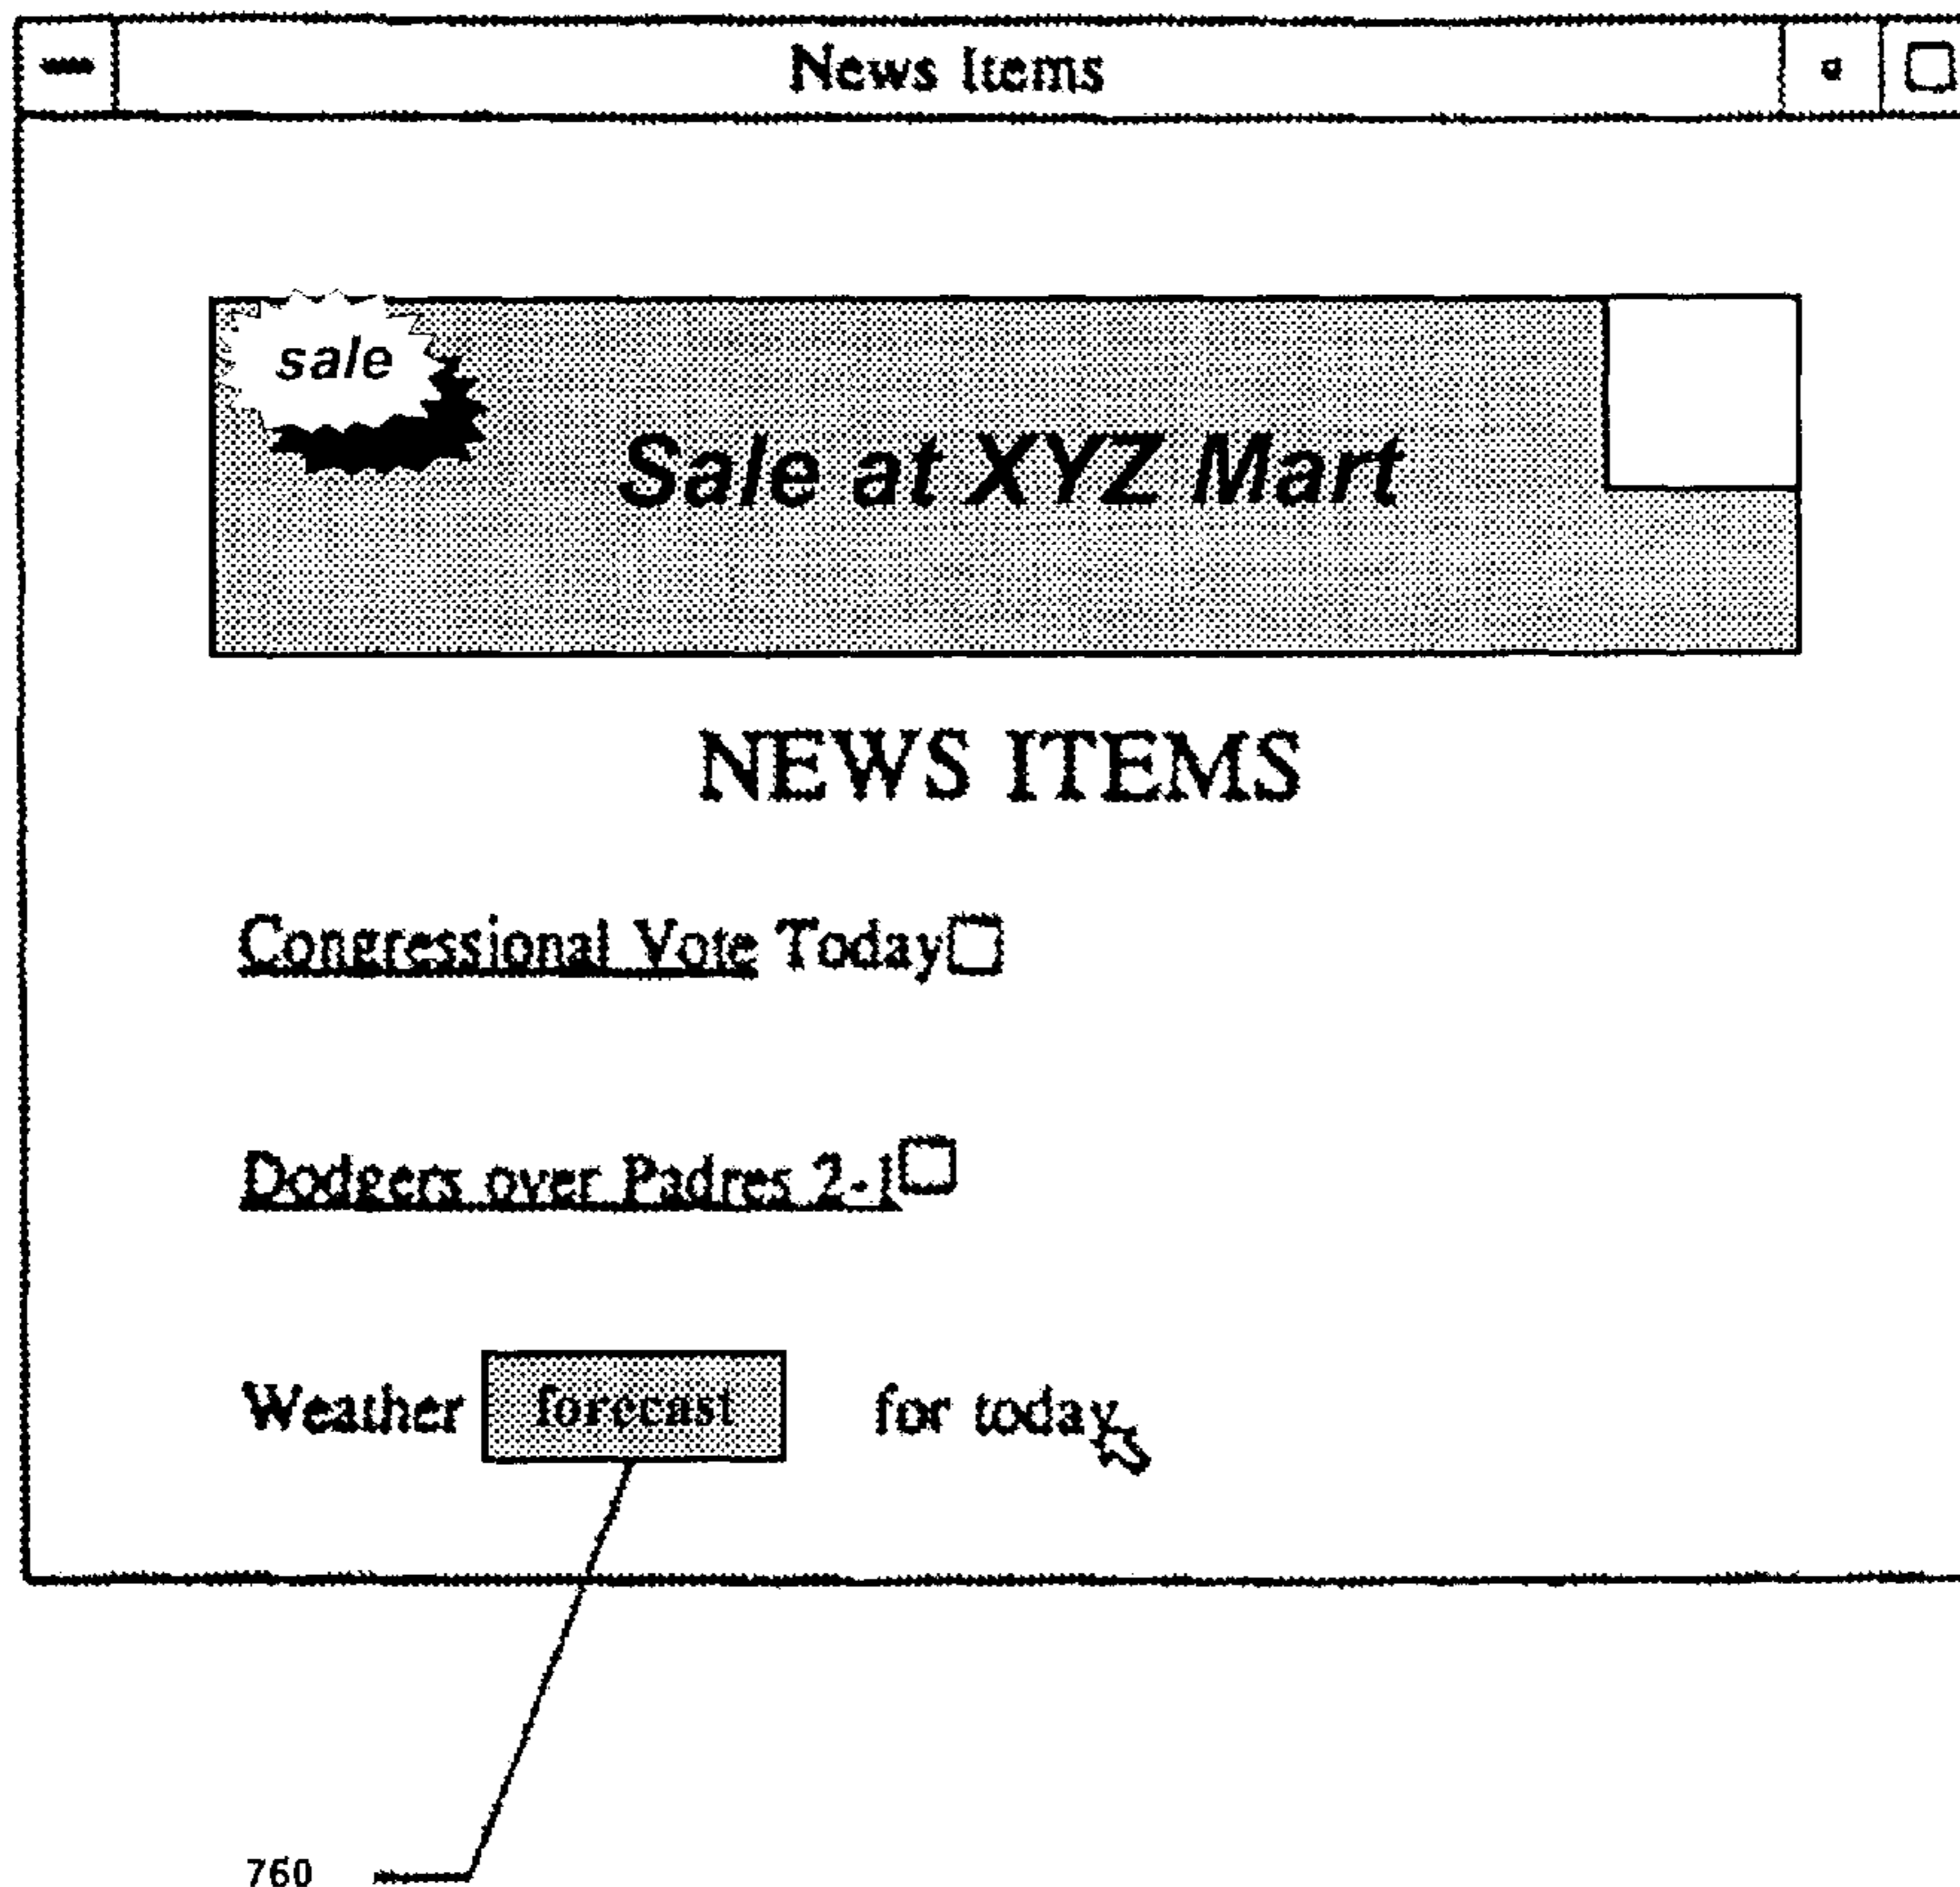 News Items
sale
Sale at XYZ Mart
NEWS ITEMS
Congressional Vote Today
Dodgers over Padres 2-1
Weather forecast for today
760